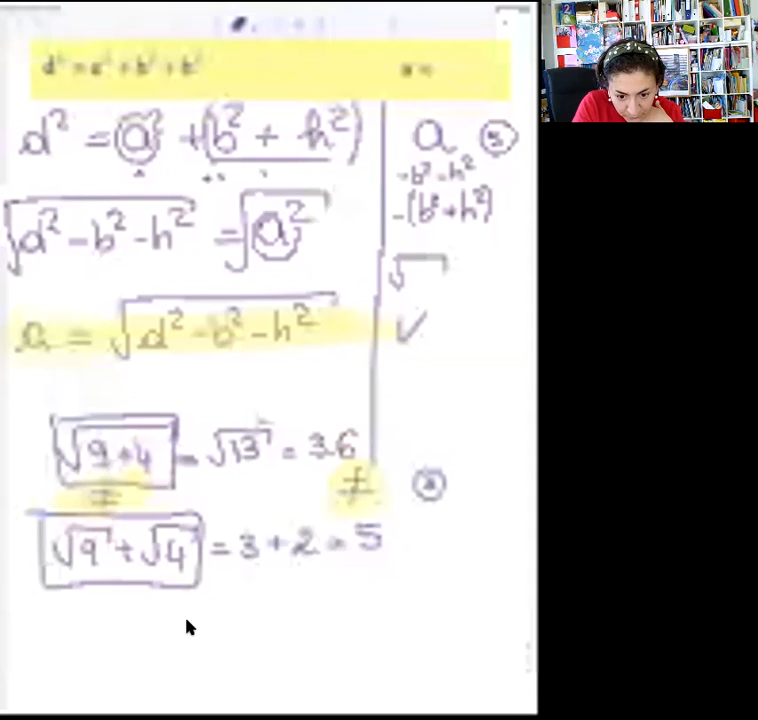 d² = a² + b² + h²
a =
d² = a² + (b² + h²)
a
-b² -h²
-(b² + h²)
√
√d² - b² - h² = √a²
a = √d² - b² - h² ✓
√9+4 = √13 = 3.6
≠ ≠
√9 + √4 = 3 + 2 = 5